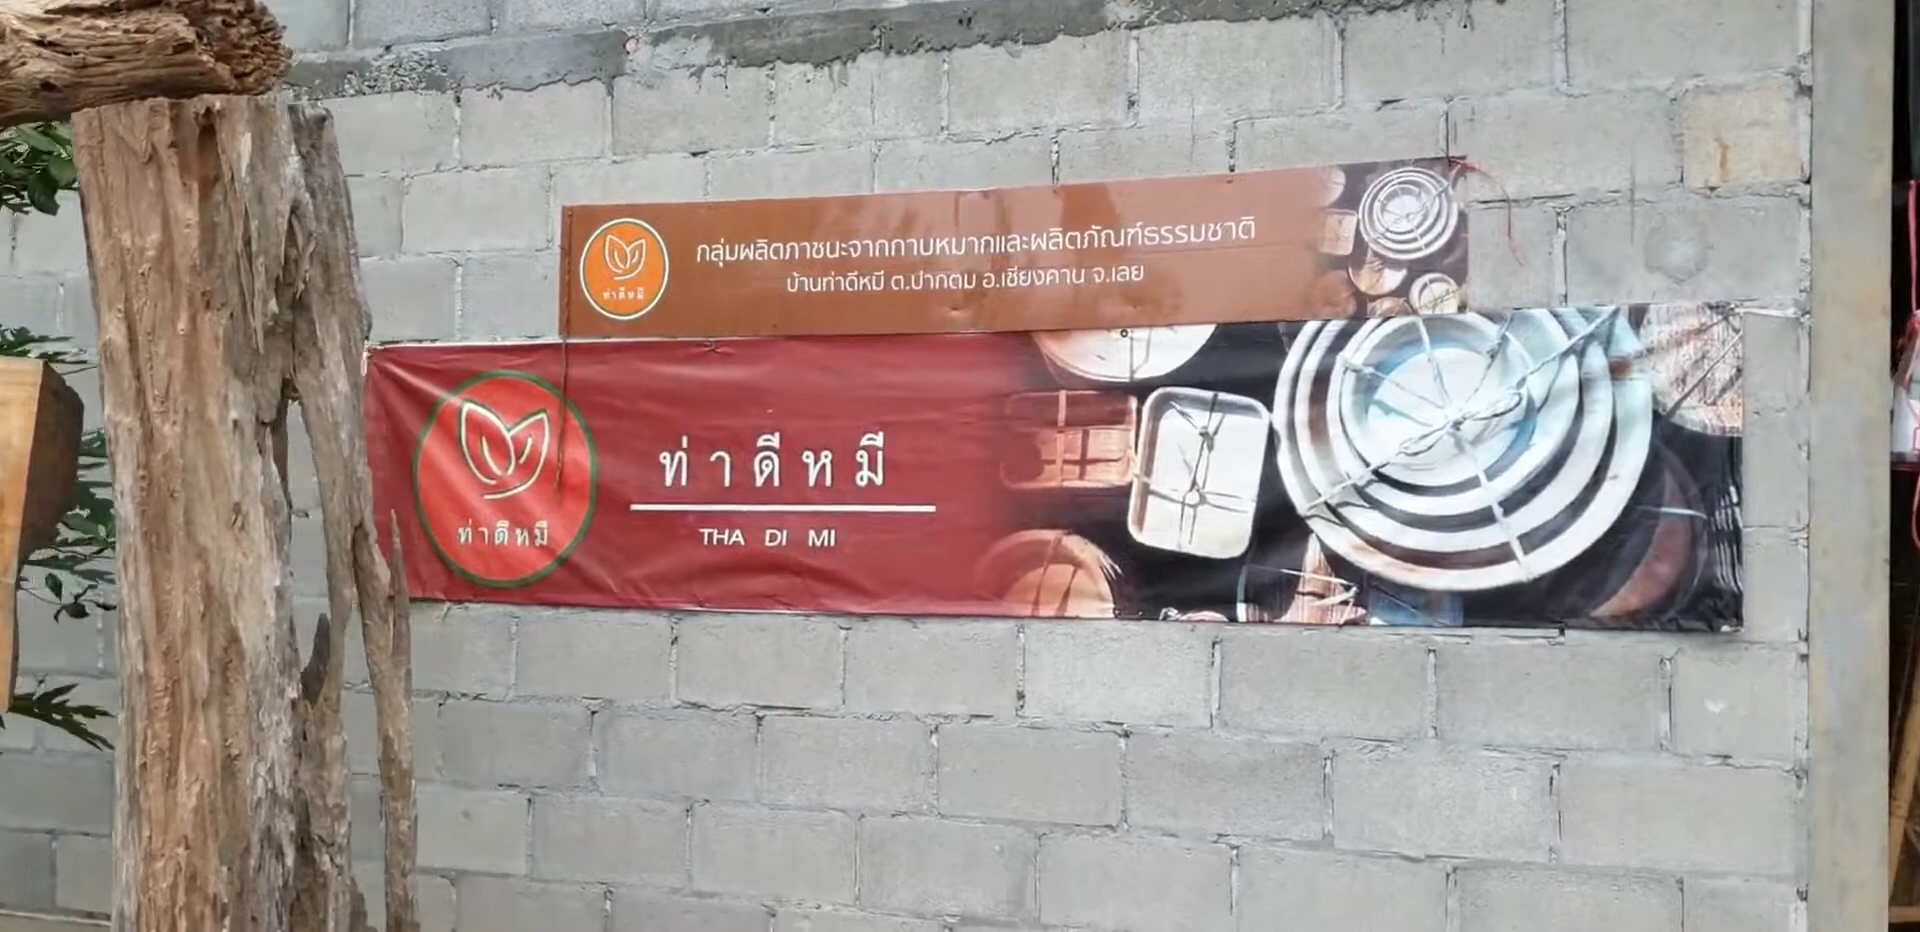 กลุ่มผลิตภาชนะจากกาบหมากและผลิตภัณฑ์ธรรมชาติ
บ้านท่าดีหมี ต.ปากตม อ.เชียงคาน จ.เลย
ท่าดีหมี
ท่าดีหมี
THA DI MI
ท่าดีหมี